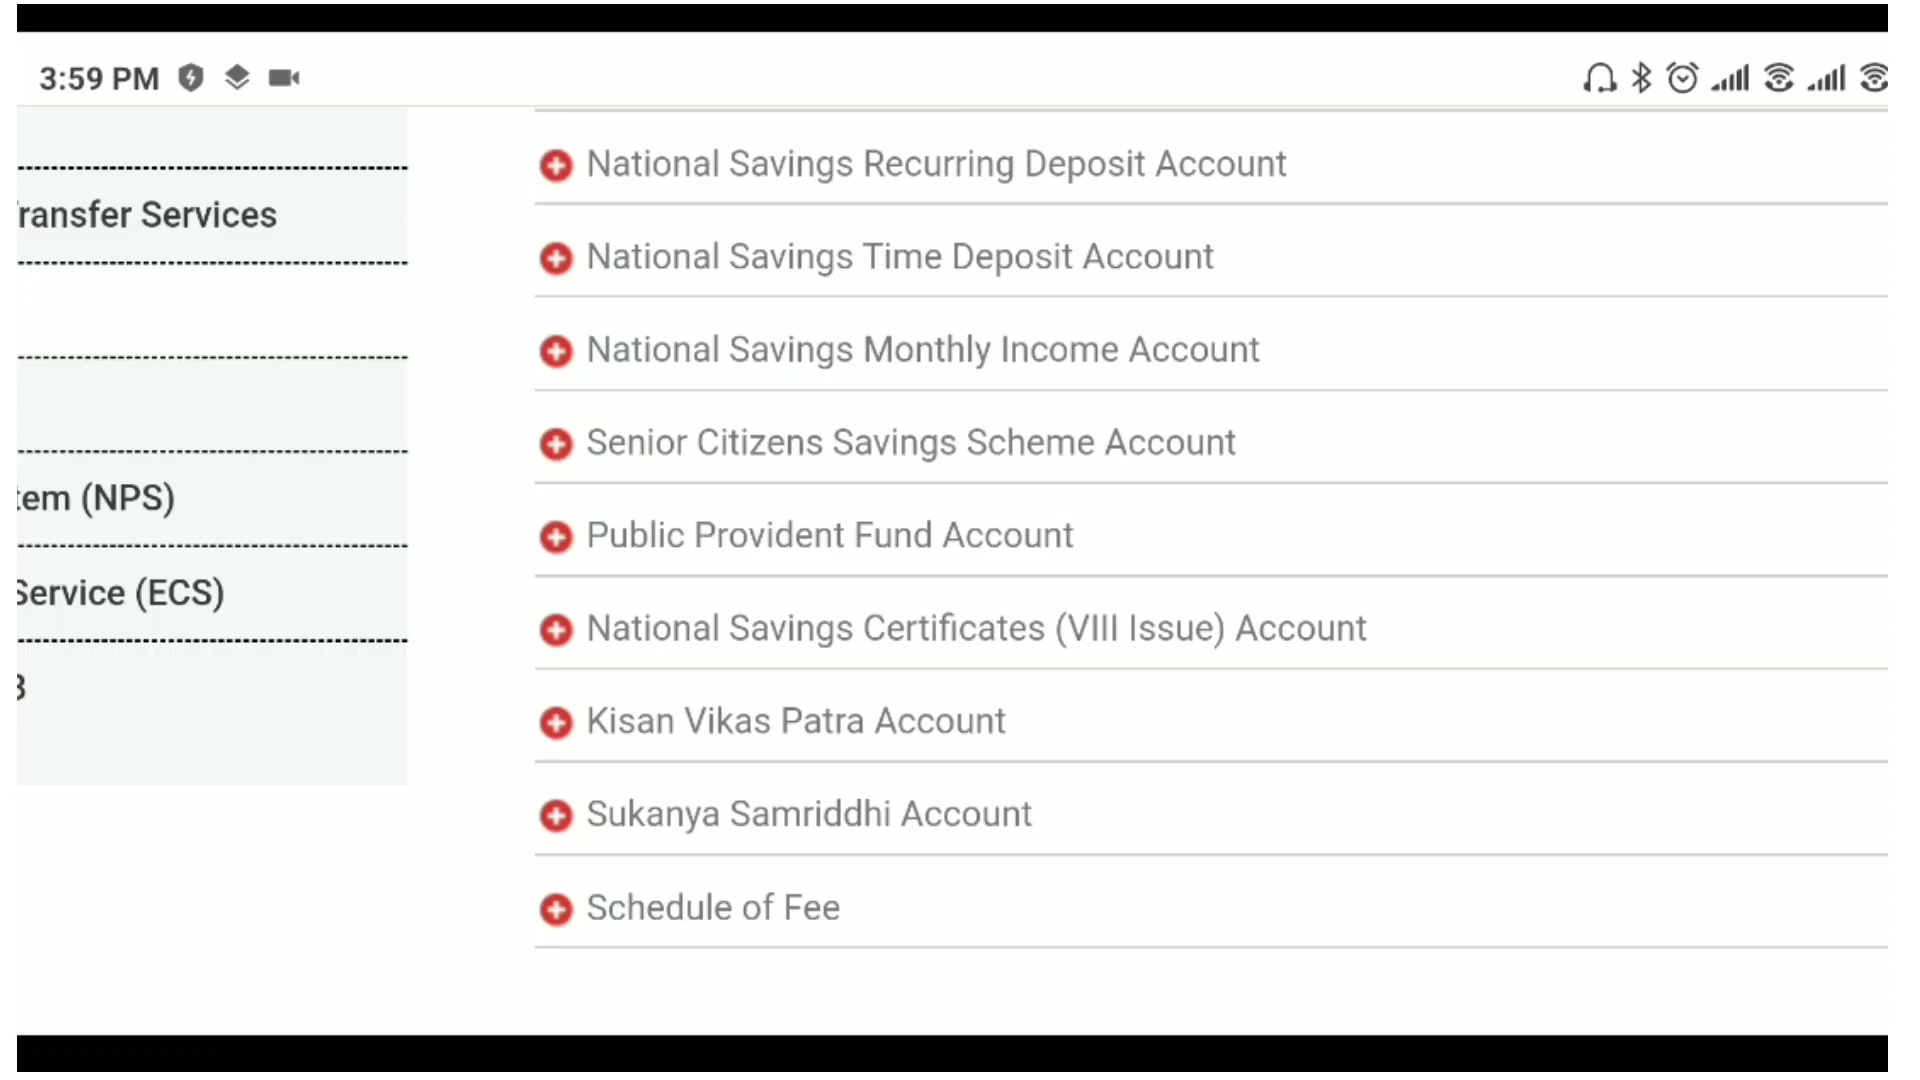 3:59 PM
ransfer Services
tem (NPS)
Service (ECS)
B
National Savings Recurring Deposit Account
National Savings Time Deposit Account
National Savings Monthly Income Account
Senior Citizens Savings Scheme Account
Public Provident Fund Account
National Savings Certificates (VIII Issue) Account
Kisan Vikas Patra Account
Sukanya Samriddhi Account
Schedule of Fee